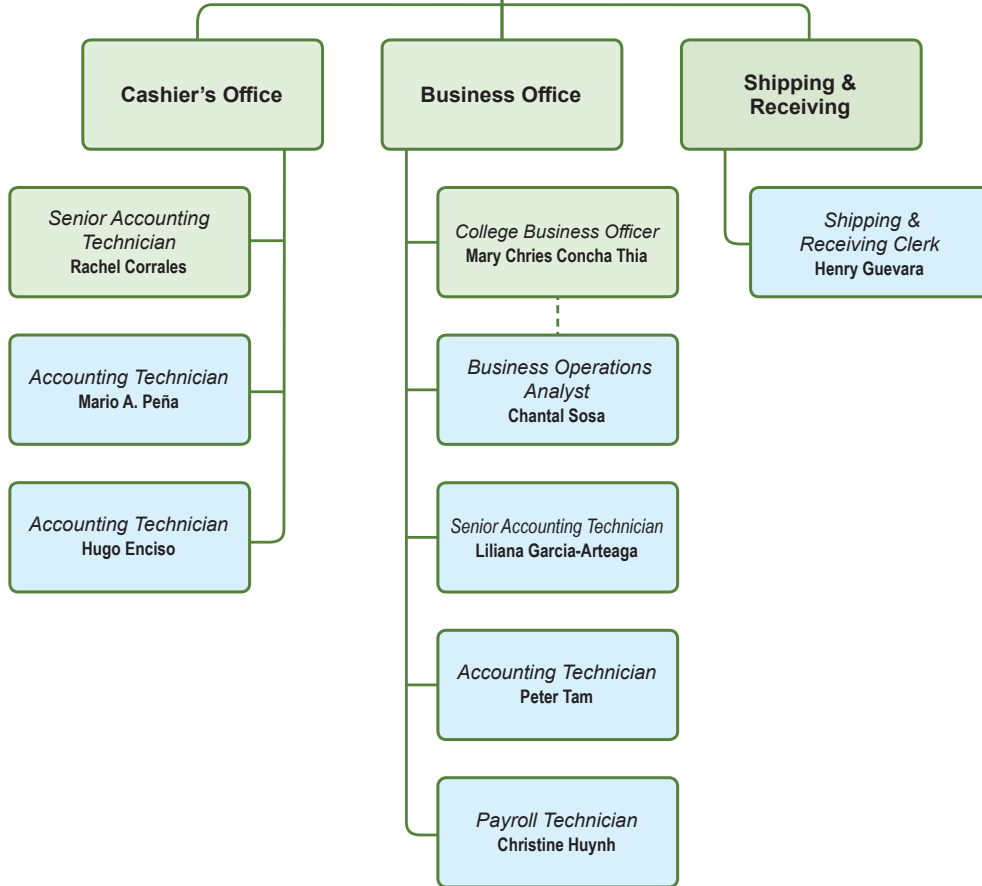 Cashier's Office
Business Office
Shipping &
Receiving
Senior Accounting
Technician
Rachel Corrales
Accounting Technician
Mario A. Peña
Accounting Technician
Hugo Enciso
College Business Officer
Mary Chries Concha Thia
Business Operations
Analyst
Chantal Sosa
Senior Accounting Technician
Liliana Garcia-Arteaga
Accounting Technician
Peter Tam
Payroll Technician
Christine Huynh
Shipping &
Receiving Clerk
Henry Guevara